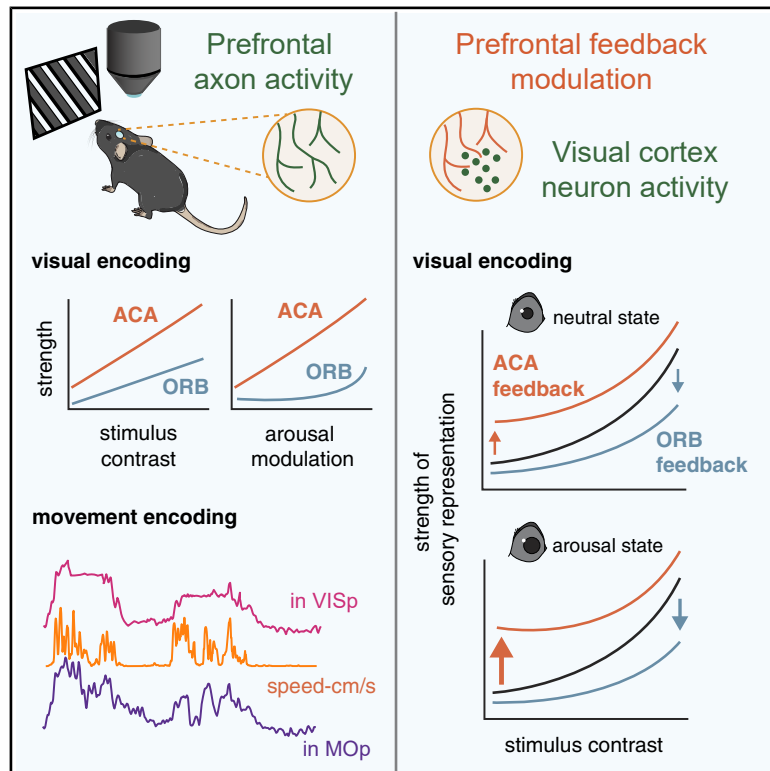 Prefrontal
axon activity
visual encoding
strength
ACA
ORB
stimulus
contrast
ACA
ORB
arousal
modulation
movement encoding
in VISp
speed-cm/s
in MOp
Prefrontal feedback
modulation
Visual cortex
neuron activity
visual encoding
strength of
sensory representation
neutral state
ACA
feedback
ORB
feedback
arousal state
stimulus contrast